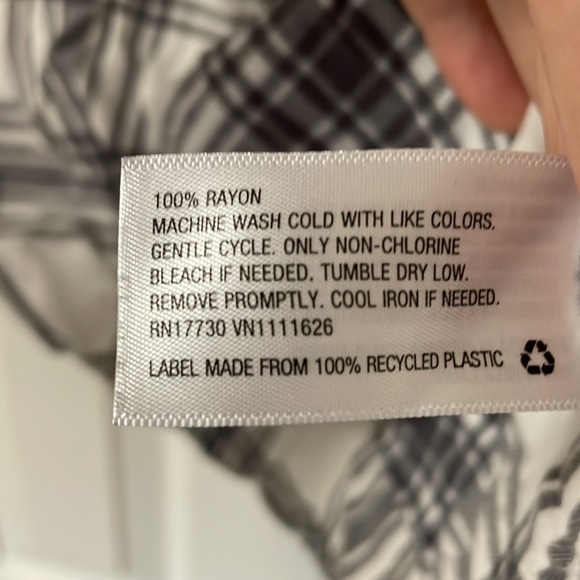 100% RAYON
MACHINE WASH COLD WITH LIKE COLORS,
GENTLE CYCLE. ONLY NON-CHLORINE
BLEACH IF NEEDED. TUMBLE DRY LOW.
REMOVE PROMPTLY. COOL IRON IF NEEDED.
RN17730 VN1111626
LABEL MADE FROM 100% RECYCLED PLASTIC